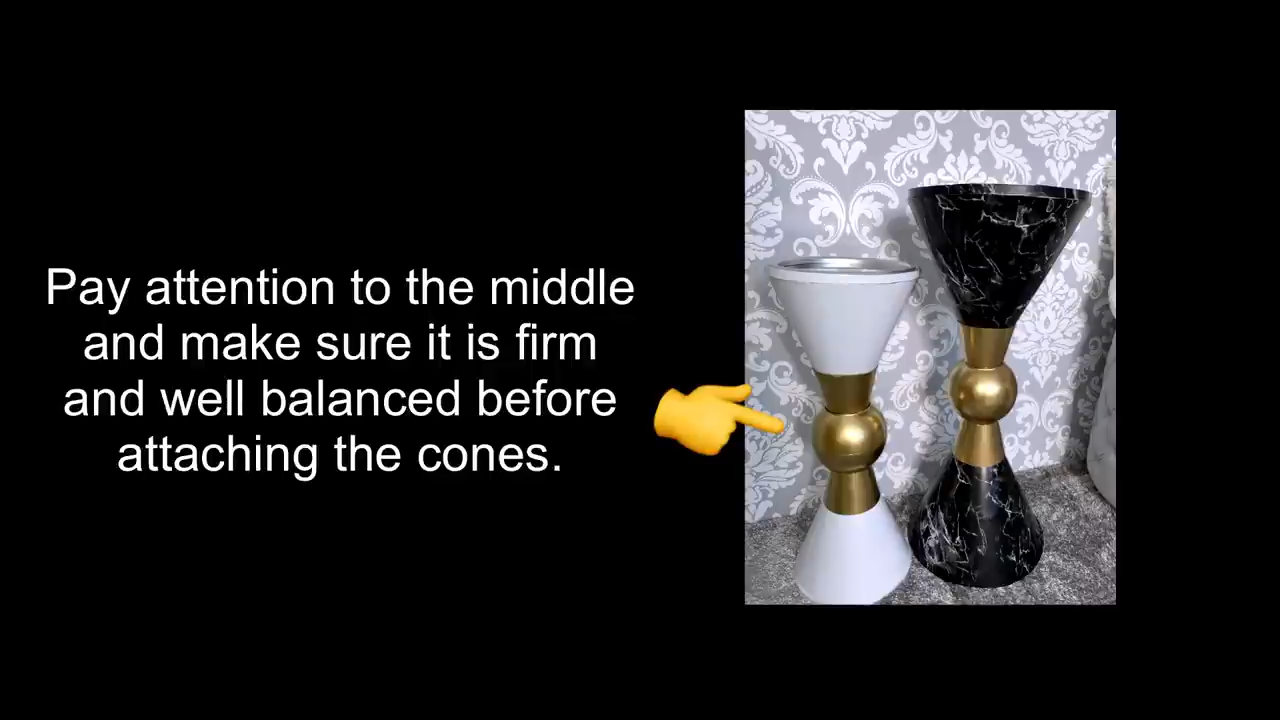 Pay attention to the middle
and make sure it is firm
and well balanced before
attaching the cones.